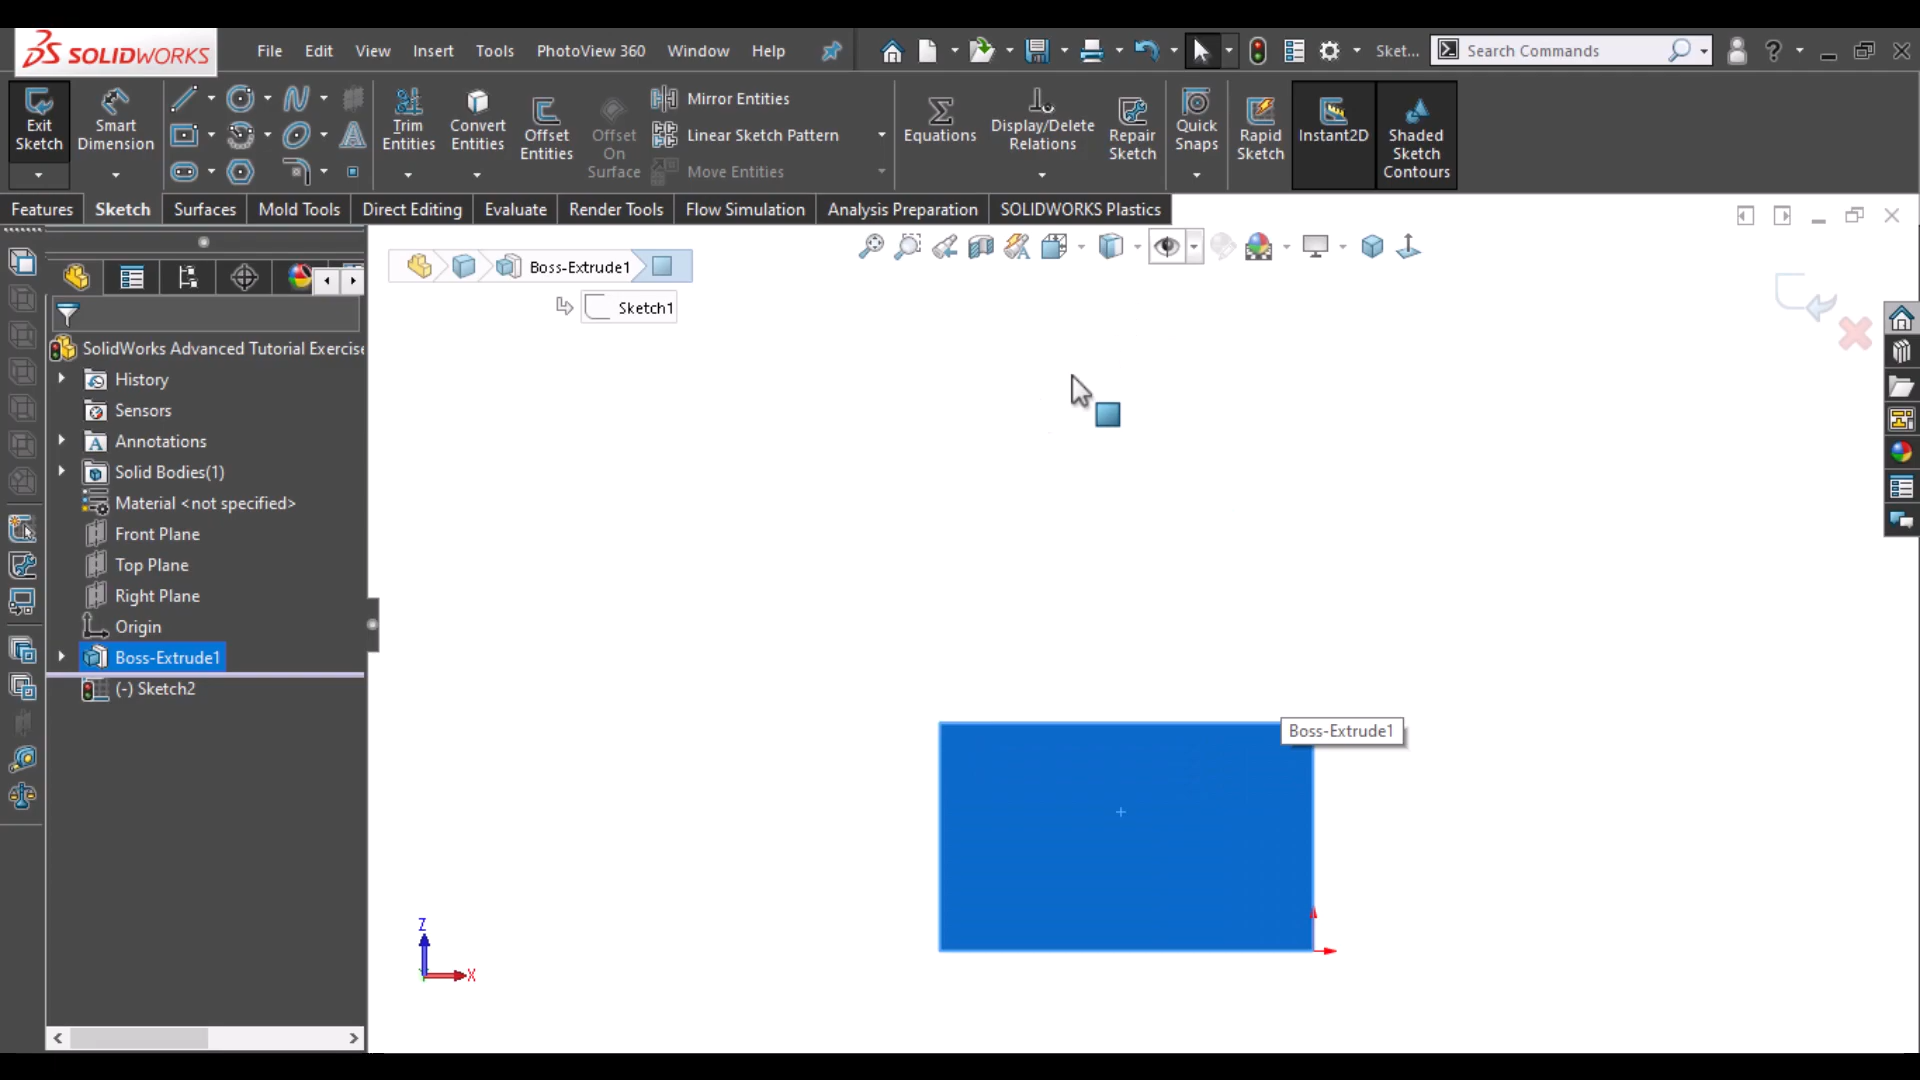 SOLIDWORKS
File Edit View Insert Tools PhotoView 360 Window Help
Sket...
Search Commands
Exit Sketch
Smart Dimension
Trim Entities
Convert Entities
Offset Entities
Offset On Surface
Mirror Entities
Linear Sketch Pattern
Move Entities
Equations
Display/Delete Relations
Repair Sketch
Quick Snaps
Rapid Sketch
Instant2D
Shaded Sketch Contours
Features Sketch Surfaces Mold Tools Direct Editing Evaluate Render Tools Flow Simulation Analysis Preparation SOLIDWORKS Plastics
Boss-Extrude1
Sketch1
SolidWorks Advanced Tutorial Exercise
History
Sensors
Annotations
Solid Bodies(1)
Material <not specified>
Front Plane
Top Plane
Right Plane
Origin
Boss-Extrude1
(-) Sketch2
Boss-Extrude1
Z
X